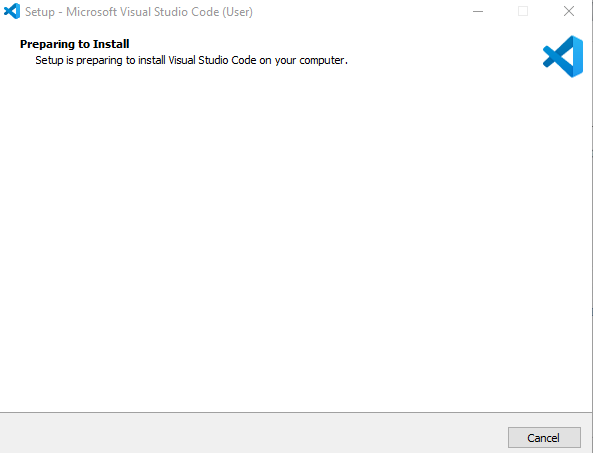 Setup - Microsoft Visual Studio Code (User)
Preparing to Install
Setup is preparing to install Visual Studio Code on your computer.
Cancel